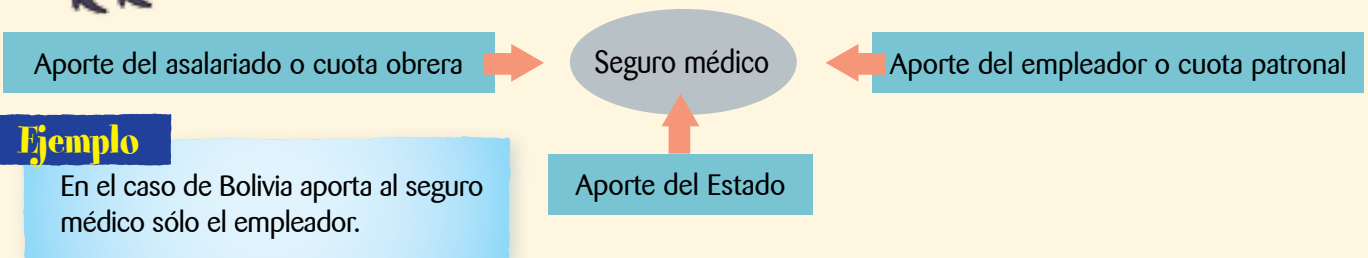 Aporte del asalariado o cuota obrera
Seguro médico
Aporte del empleador o cuota patronal
Aporte del Estado
Ejemplo
En el caso de Bolivia aporta al seguro
médico sólo el empleador.